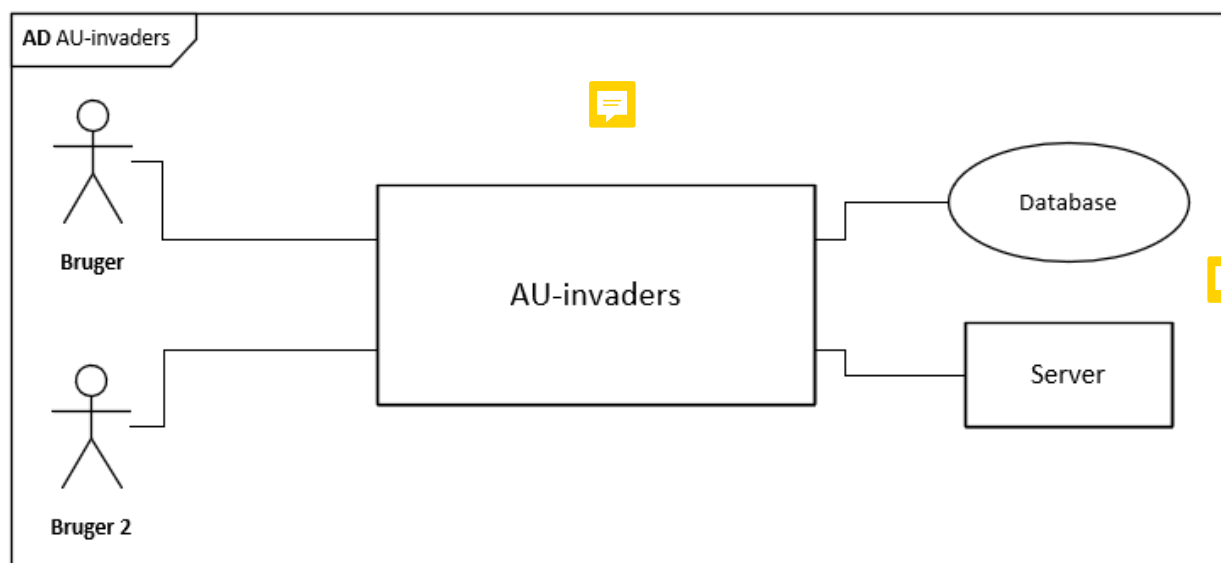 AD AU-invaders
Bruger
AU-invaders
Database
Server
Bruger 2